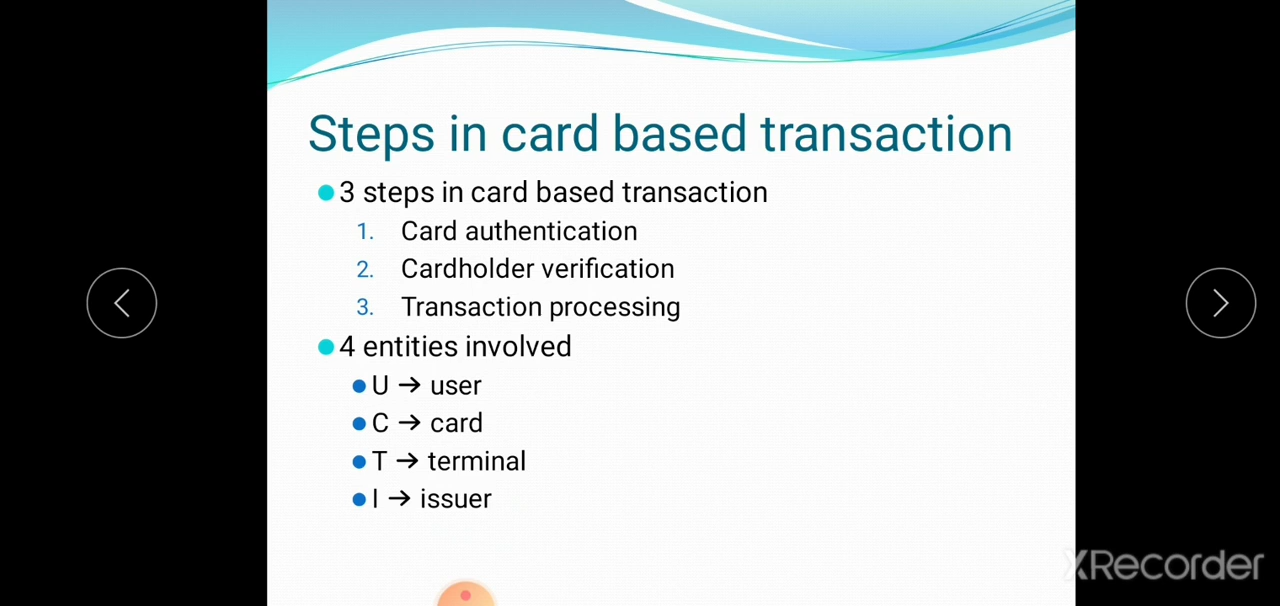 Steps in card based transaction
3 steps in card based transaction
1. Card authentication
2. Cardholder verification
3. Transaction processing
4 entities involved
U → user
C → card
T → terminal
I → issuer
XRecorder